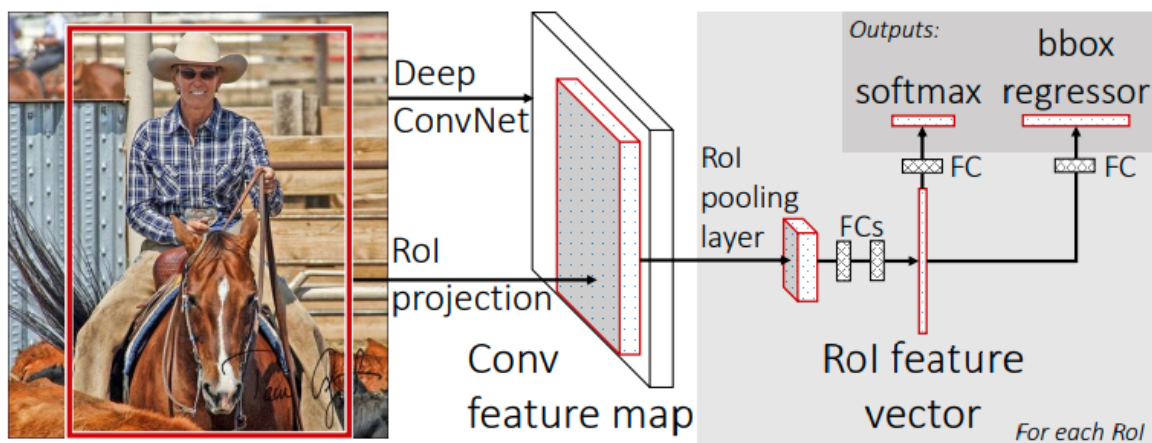 Deep
ConvNet
RoI
projection
Conv
feature map
RoI
pooling
layer
FCs
RoI feature
vector
For each RoI
Outputs:
softmax
bbox
regressor
FC
FC